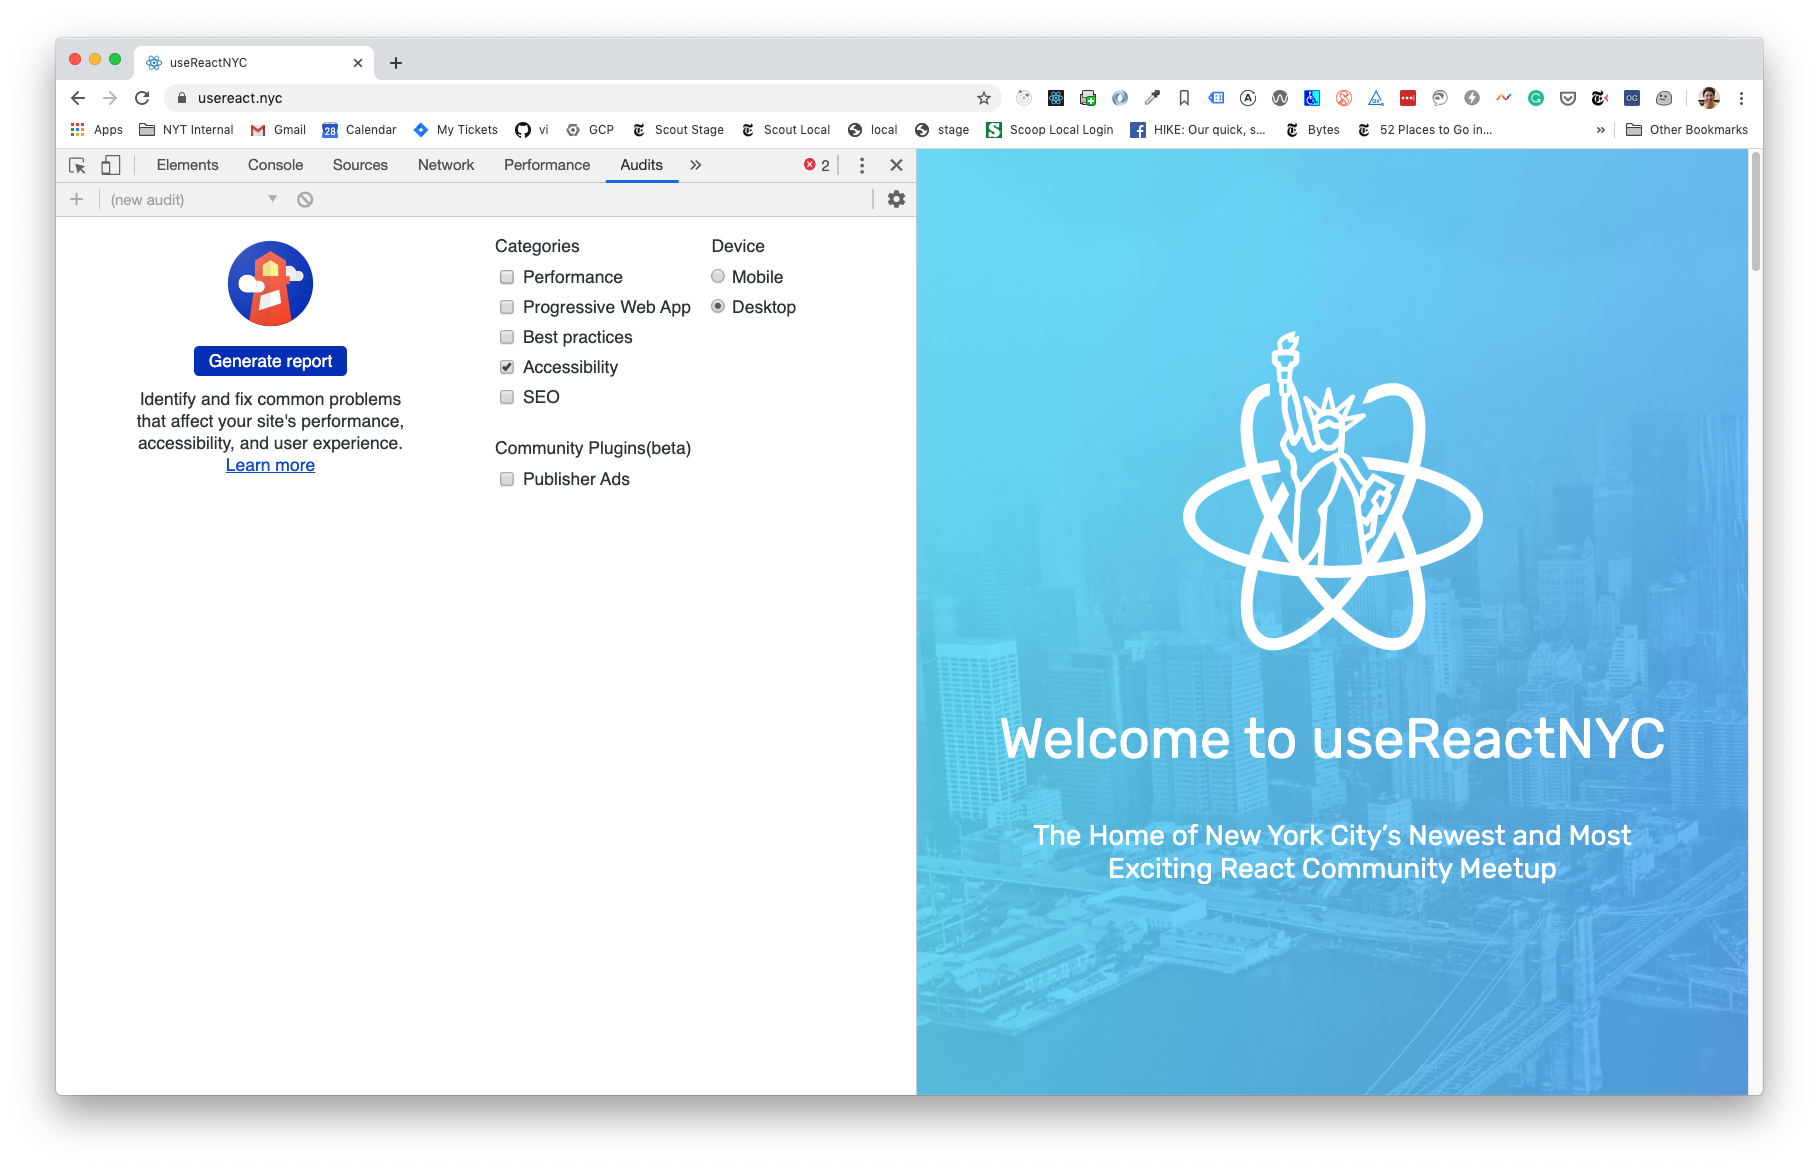 useReactNYC
usereact.nyc
Apps NYT Internal Gmail 28 Calendar My Tickets vi GCP Scout Stage Scout Local local stage Scoop Local Login HIKE: Our quick, s... Bytes 52 Places to Go in... » Other Bookmarks
Elements Console Sources Network Performance Audits » 2
(new audit)
Categories
Performance
Progressive Web App
Best practices
Accessibility
SEO
Community Plugins(beta)
Publisher Ads
Device
Mobile
Desktop
Generate report
Identify and fix common problems
that affect your site's performance,
accessibility, and user experience.
Learn more
Welcome to useReactNYC
The Home of New York City’s Newest and Most
Exciting React Community Meetup